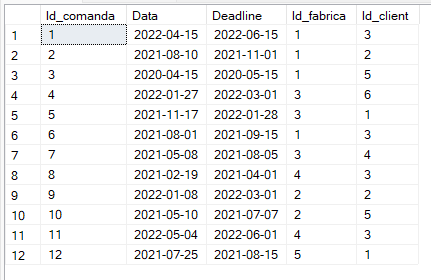 Id_comanda Data Deadline Id_fabrica Id_client
1 1 2022-04-15 2022-06-15 1 3
2 2 2021-08-10 2021-11-01 1 2
3 3 2020-04-15 2020-05-15 1 5
4 4 2022-01-27 2022-03-01 3 6
5 5 2021-11-17 2022-01-28 3 1
6 6 2021-08-01 2021-09-15 1 3
7 7 2021-05-08 2021-08-05 3 4
8 8 2021-02-19 2021-04-01 4 3
9 9 2022-01-08 2022-03-01 2 2
10 10 2021-05-10 2021-07-07 2 5
11 11 2022-05-04 2022-06-01 4 3
12 12 2021-07-25 2021-08-15 5 1